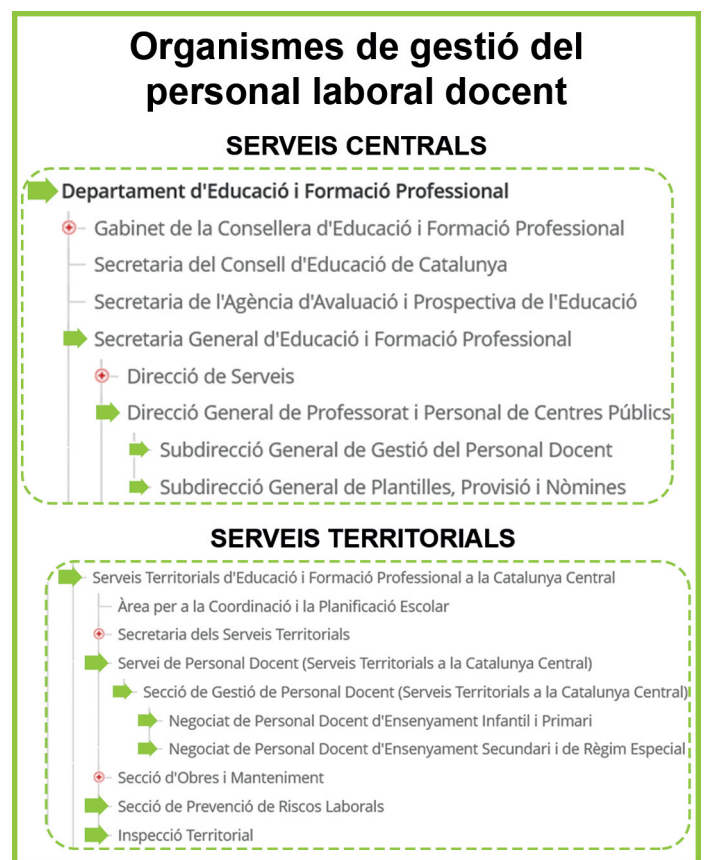 Organismes de gestió del
personal laboral docent
SERVEIS CENTRALS
Departament d'Educació i Formació Professional
Gabinet de la Consellera d'Educació i Formació Professional
Secretaria del Consell d'Educació de Catalunya
Secretaria de l'Agència d'Avaluació i Prospectiva de l'Educació
Secretaria General d'Educació i Formació Professional
Direcció de Serveis
Direcció General de Professorat i Personal de Centres Públics
Subdirecció General de Gestió del Personal Docent
Subdirecció General de Plantilles, Provisió i Nòmines
SERVEIS TERRITORIALS
Serveis Territorials d'Educació i Formació Professional a la Catalunya Central
Àrea per a la Coordinació i la Planificació Escolar
Secretaria dels Serveis Territorials
Servei de Personal Docent (Serveis Territorials a la Catalunya Central)
Secció de Gestió de Personal Docent (Serveis Territorials a la Catalunya Central)
Negociat de Personal Docent d'Ensenyament Infantil i Primari
Negociat de Personal Docent d'Ensenyament Secundari i de Règim Especial
Secció d'Obres i Manteniment
Secció de Prevenció de Riscos Laborals
Inspecció Territorial